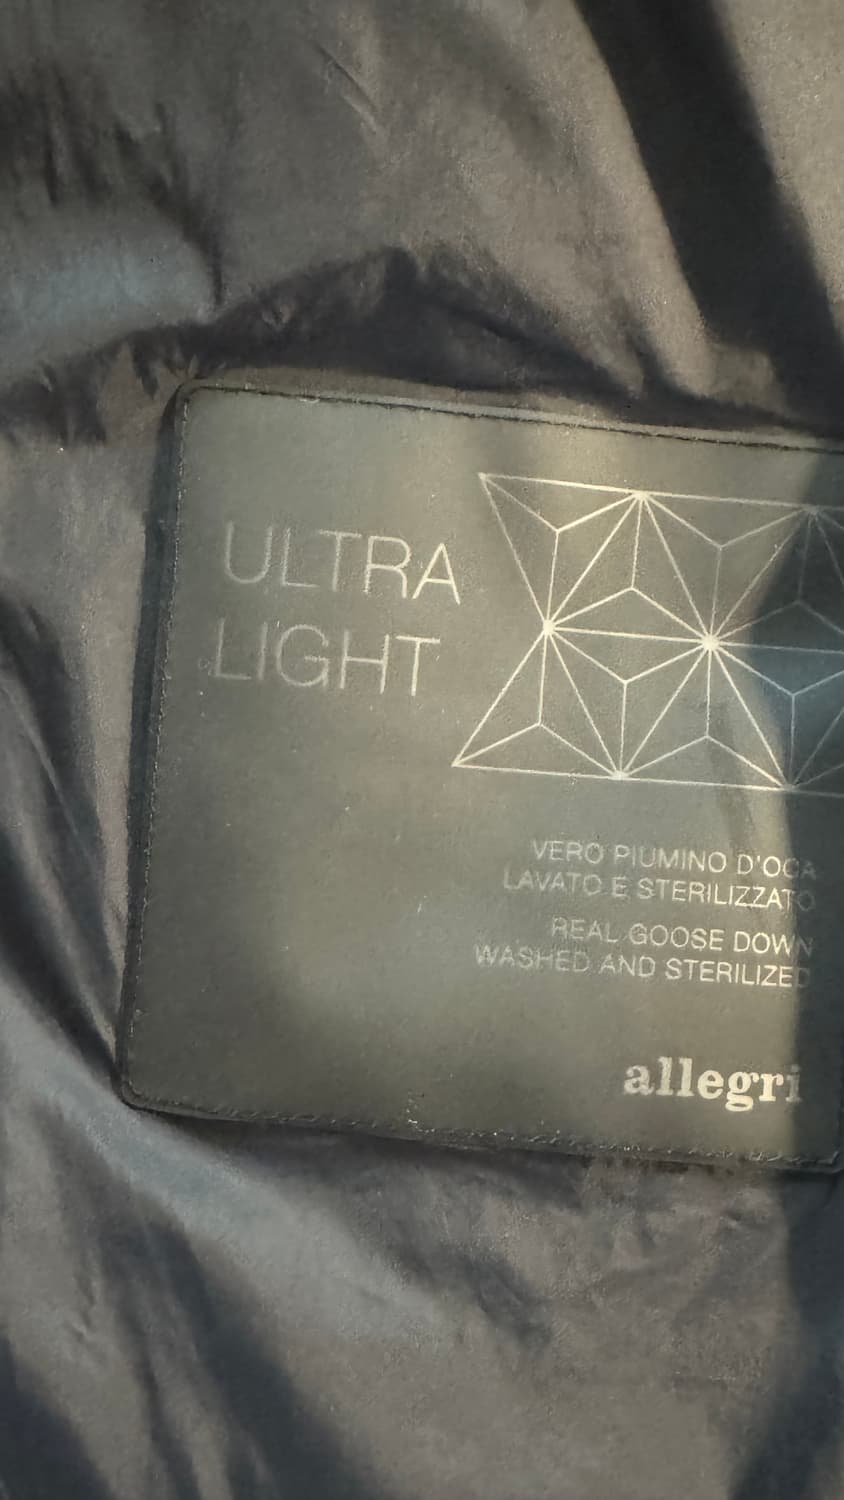 ULTRA
LIGHT
VERO PIUMINO D'OCA
LAVATO E STERILIZZATO
REAL GOOSE DOWN
WASHED AND STERILIZED
allegri